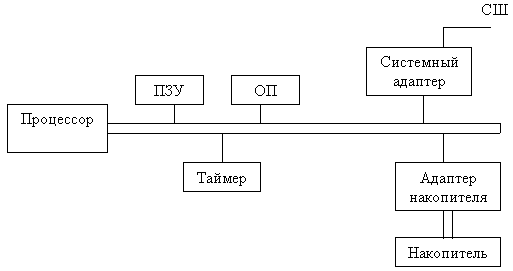 СШ
Системный
адаптер
ПЗУ
ОП
Процессор
Таймер
Адаптер
накопителя
Накопитель